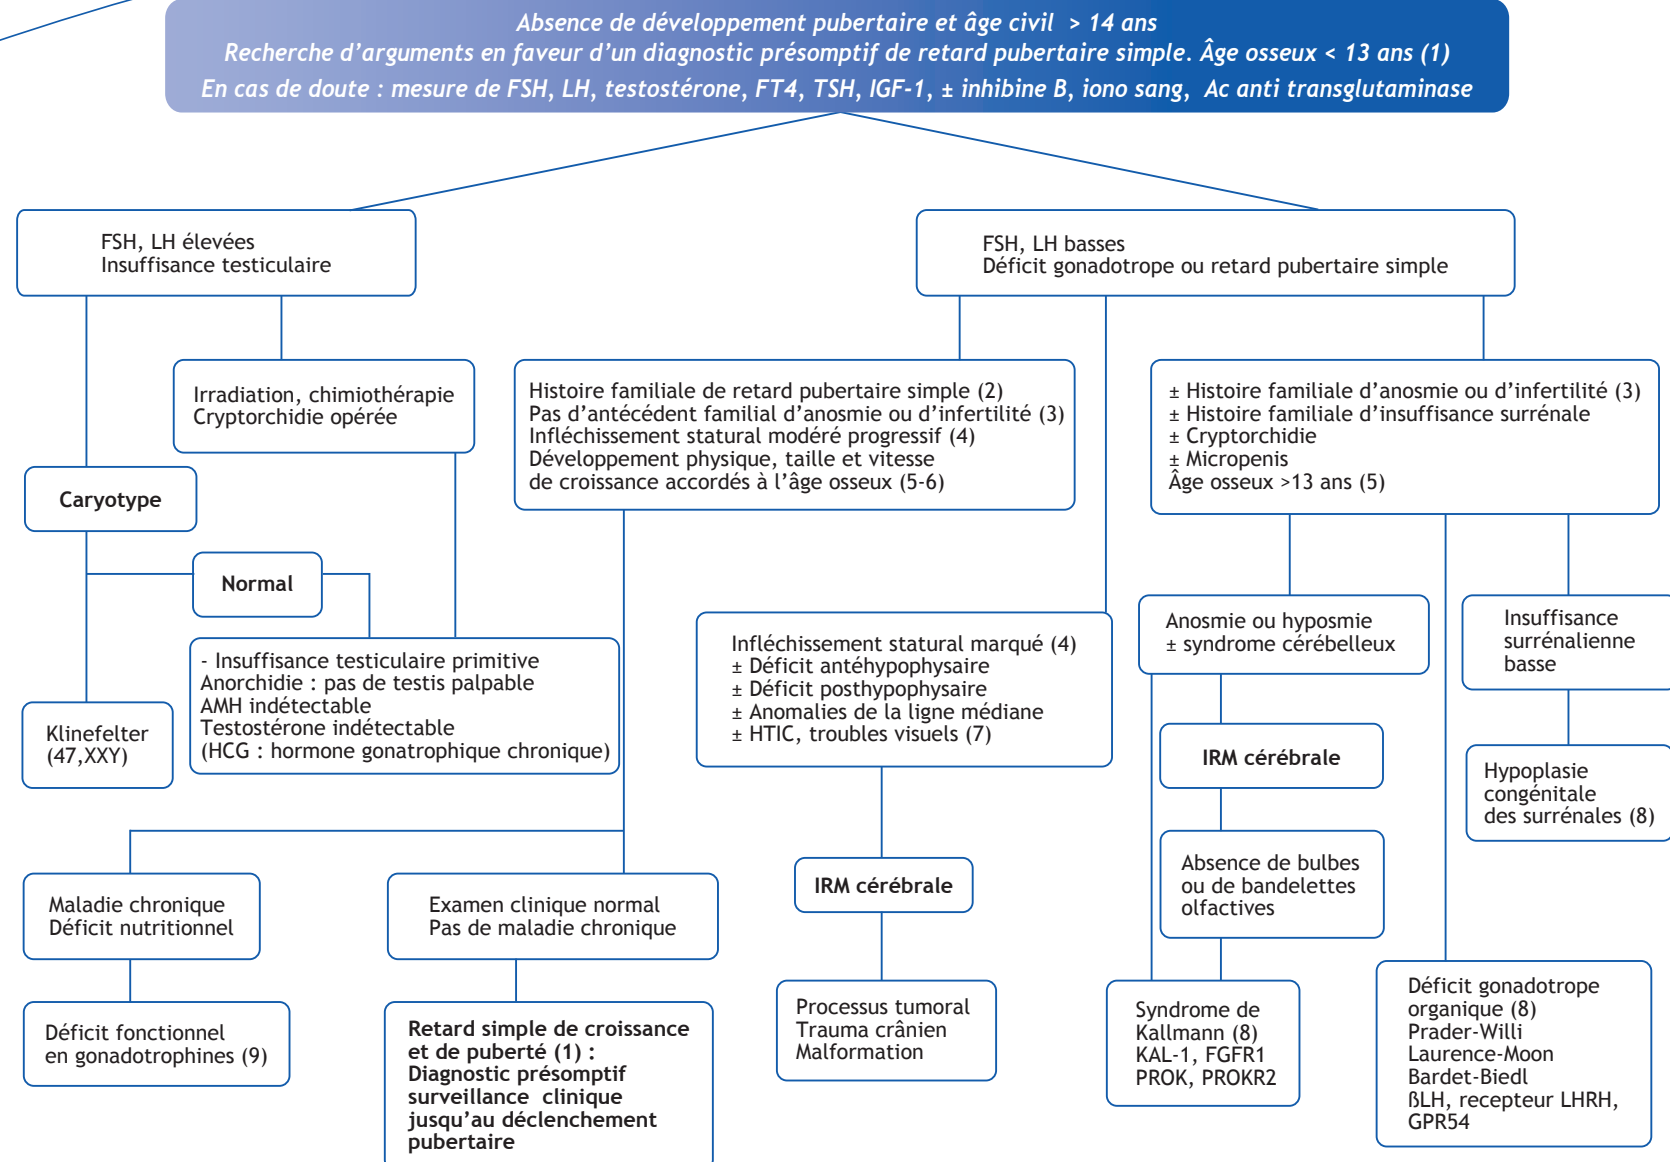 Absence de développement pubertaire et âge civil > 14 ans
Recherche d'arguments en faveur d'un diagnostic présomptif de retard pubertaire simple. Âge osseux < 13 ans (1)
En cas de doute : mesure de FSH, LH, testostérone, FT4, TSH, IGF-1, ± inhibine B, iono sang, Ac anti transglutaminase
FSH, LH élevées
Insuffisance testiculaire
FSH, LH basses
Déficit gonadotrope ou retard pubertaire simple
Irradiation, chimiothérapie
Cryptorchidie opérée
Histoire familiale de retard pubertaire simple (2)
Pas d'antécédent familial d'anosmie ou d'infertilité (3)
Infléchissement statural modéré progressif (4)
Développement physique, taille et vitesse
de croissance accordés à l'âge osseux (5-6)
± Histoire familiale d'anosmie ou d'infertilité (3)
± Histoire familiale d'insuffisance surrénale
± Cryptorchidie
± Micropenis
Âge osseux >13 ans (5)
Caryotype
Normal
- Insuffisance testiculaire primitive
Anorchidie : pas de testis palpable
AMH indétectable
Testostérone indétectable
(HCG : hormone gonatrophique chronique)
Klinefelter
(47,XXY)
Infléchissement statural marqué (4)
± Déficit antéhypophysaire
± Déficit posthypophysaire
± Anomalies de la ligne médiane
± HTIC, troubles visuels (7)
Anosmie ou hyposmie
± syndrome cérébelleux
Insuffisance
surrénalienne
basse
IRM cérébrale
Hypoplasie
congénitale
des surrénales (8)
Absence de bulbes
ou de bandelettes
olfactives
Maladie chronique
Déficit nutritionnel
Examen clinique normal
Pas de maladie chronique
IRM cérébrale
Déficit fonctionnel
en gonadotrophines (9)
Retard simple de croissance
et de puberté (1) :
Diagnostic présomptif
surveillance clinique
jusqu'au déclenchement
pubertaire
Processus tumoral
Trauma crânien
Malformation
Syndrome de
Kallmann (8)
KAL-1, FGFR1
PROK, PROKR2
Déficit gonadotrope
organique (8)
Prader-Willi
Laurence-Moon
Bardet-Biedl
ßLH, recepteur LHRH,
GPR54